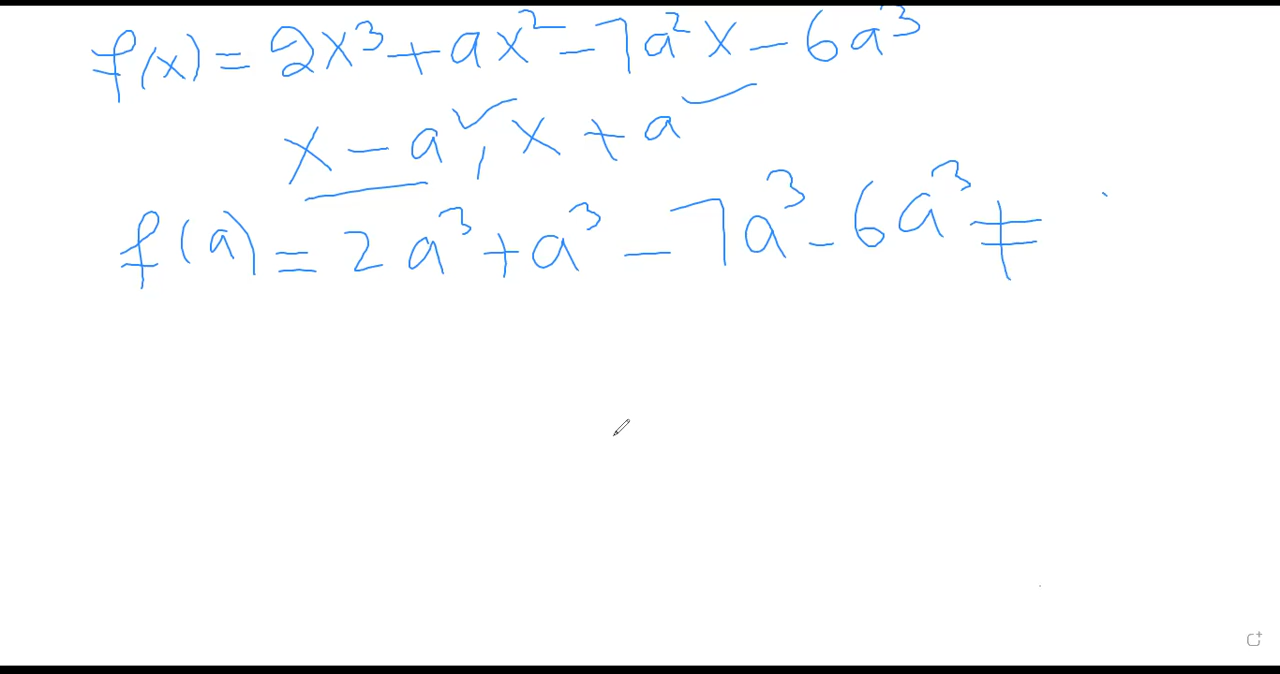 f(x) = 2x³ + ax² - 7a²x - 6a³
x - a, x + a
f(a) = 2a³ + a³ - 7a³ - 6a³ ≠